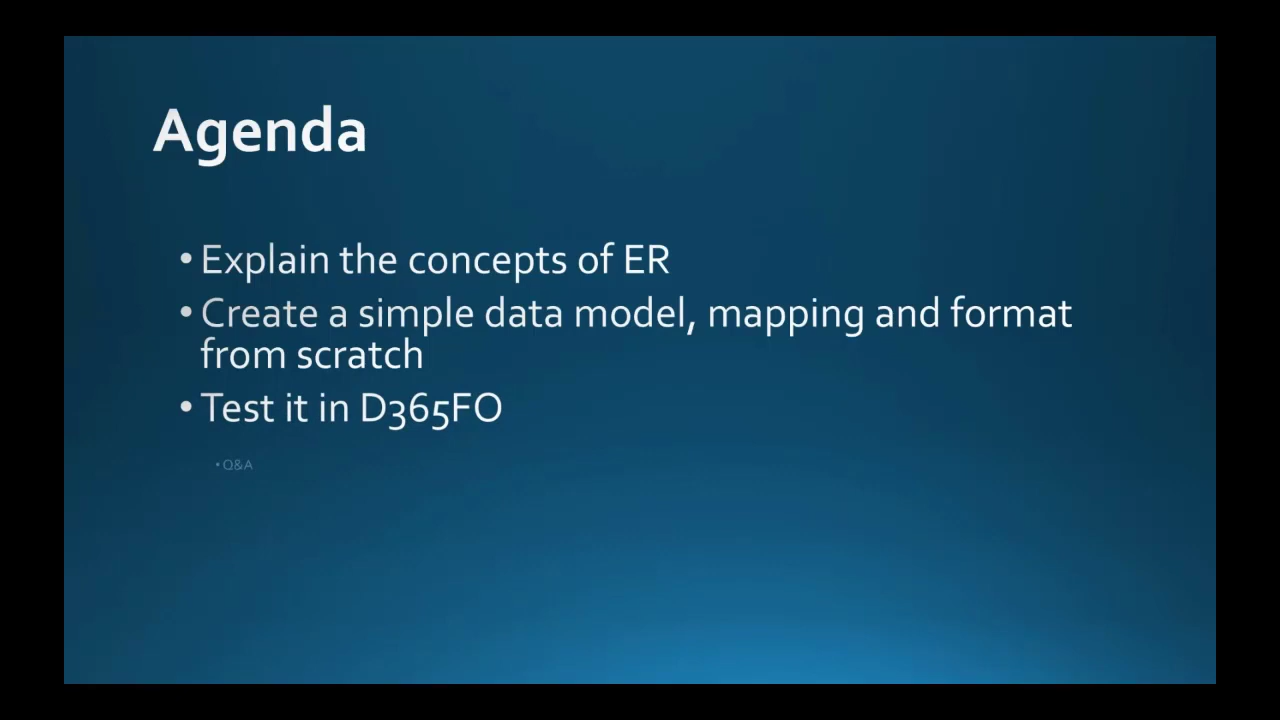 Agenda
• Explain the concepts of ER
• Create a simple data model, mapping and format
from scratch
• Test it in D365FO
• Q&A